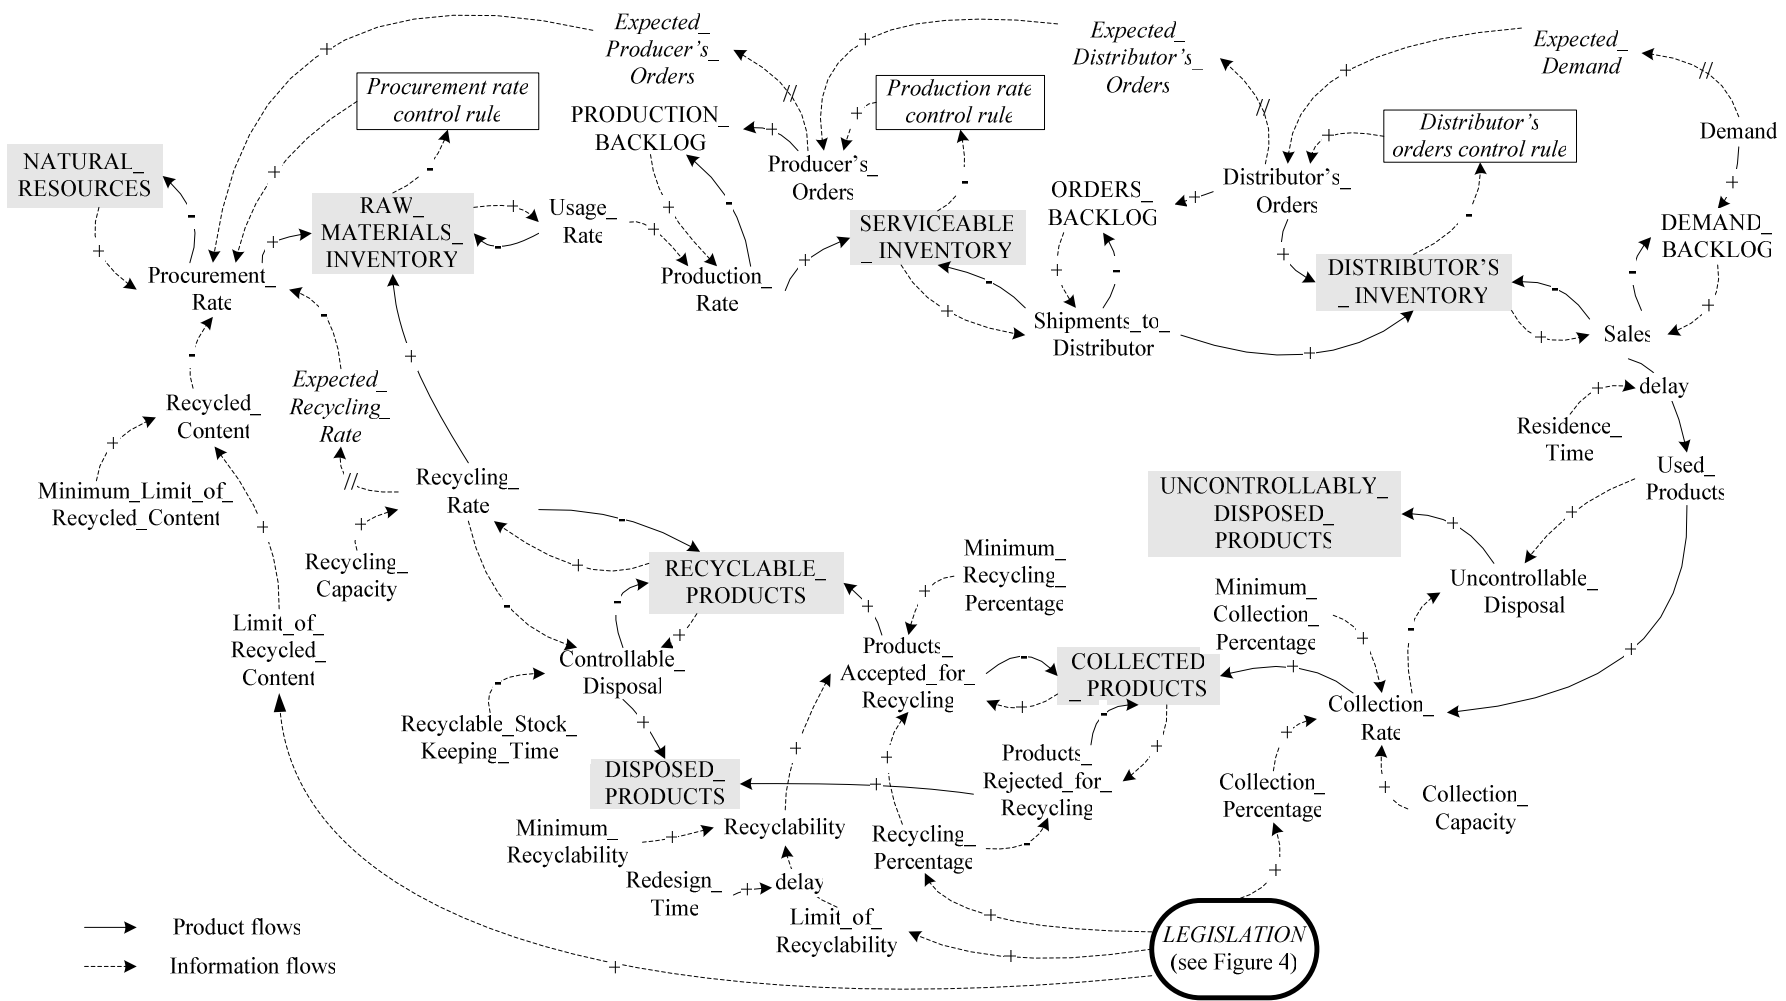 Expected_
Producer's_
Orders
Expected_
Distributor's_
Orders
Expected_
Demand
Procurement rate
control rule
PRODUCTION_
BACKLOG
Production rate
control rule
Distributor's
orders control rule
Demand
NATURAL_
RESOURCES
Producer's_
Orders
Distributor's_
Orders
ORDERS_
BACKLOG
RAW_
MATERIALS_
INVENTORY
Usage_
Rate
SERVICEABLE
_INVENTORY
DEMAND_
BACKLOG
Procurement_
Rate
Production_
Rate
DISTRIBUTOR'S
_INVENTORY
Shipments_to_
Distributor
Sales
Expected_
Recycling_
Rate
delay
Recycled_
Content
Residence_
Time
Minimum_Limit_of_
Recycled_Content
Recycling_
Rate
Used_
Products
UNCONTROLLABLY_
DISPOSED_
PRODUCTS
Recycling_
Capacity
RECYCLABLE_
PRODUCTS
Minimum_
Recycling_
Percentage
Uncontrollable_
Disposal
Minimum_
Collection_
Percentage
Limit_of_
Recycled_
Content
Controllable_
Disposal
Products_
Accepted_for_
Recycling
COLLECTED
_PRODUCTS
Collection_
Rate
Recyclable_Stock_
Keeping_Time
DISPOSED_
PRODUCTS
Products_
Rejected_for_
Recycling
Collection_
Percentage
Collection_
Capacity
Minimum_
Recyclability
Recyclability
Recycling_
Percentage
Redesign_
Time
delay
Limit_of_
Recyclability
LEGISLATION
(see Figure 4)
Product flows
Information flows